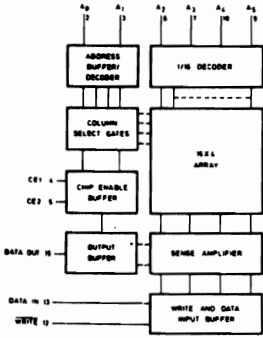 A0 A1 A2 A3 A4 A5
2 3 6 7 10 9
ADDRESS
BUFFER/
DECODER
1/16 DECODER
COLUMN
SELECT GATES
16X4
ARRAY
CE1 4
CE2 5
CHIP ENABLE
BUFFER
DATA OUT 15
OUTPUT
BUFFER
SENSE AMPLIFIER
DATA IN 13
WRITE 12
WRITE AND DATA
INPUT BUFFER